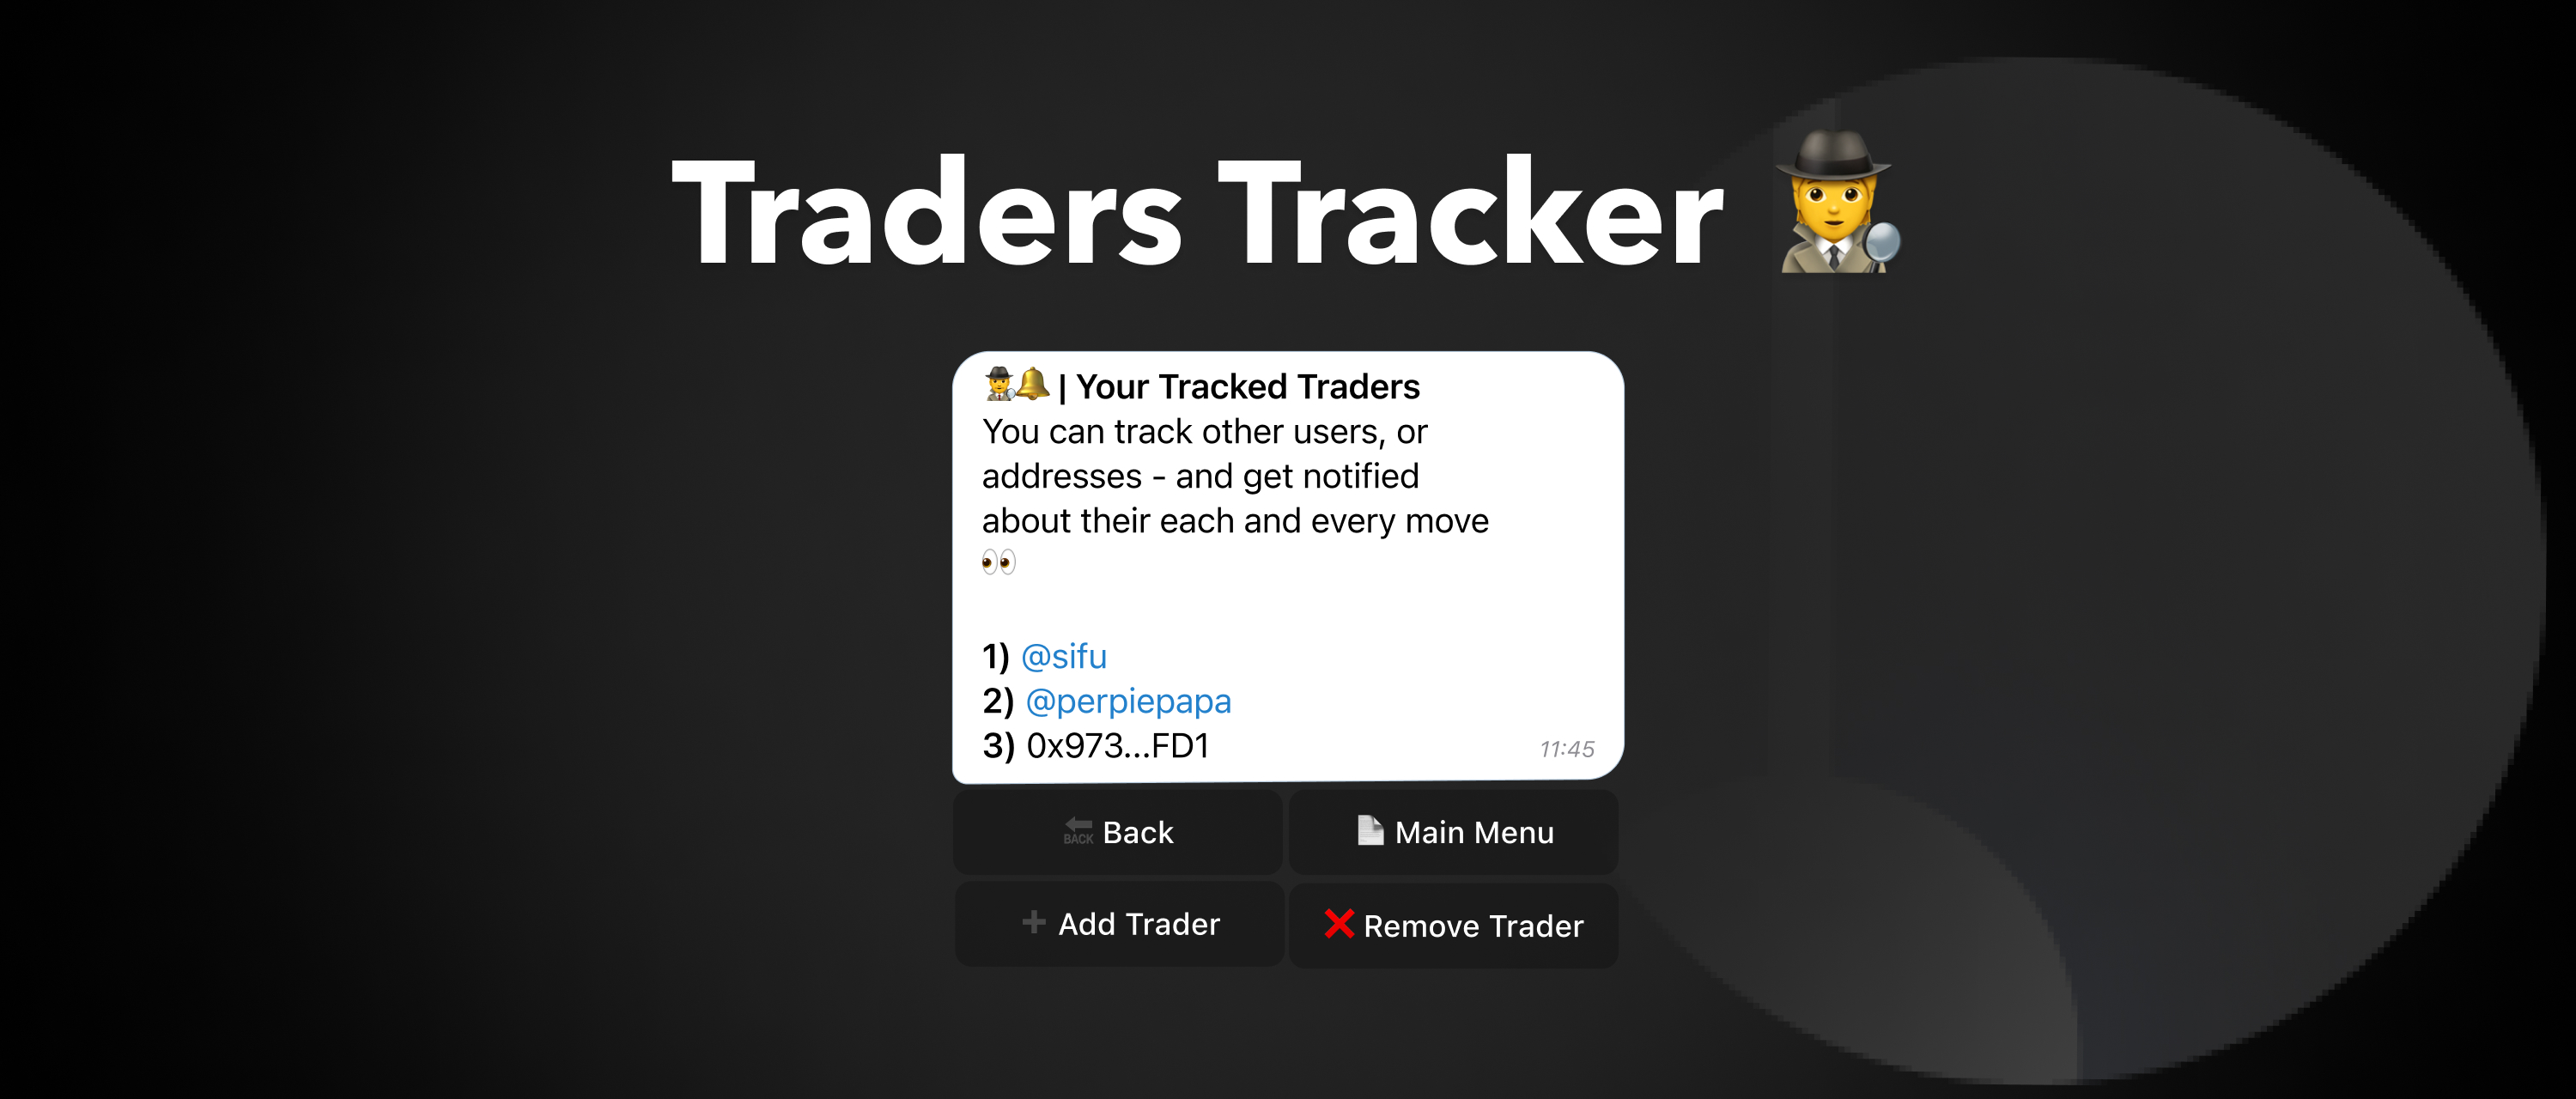 Traders Tracker 🕵️
🕵️🔔 | Your Tracked Traders
You can track other users, or
addresses - and get notified
about their each and every move
👀
1) @sifu
2) @perpiepapa
3) 0x973...FD1
11:45
🔙 Back
📄 Main Menu
➕ Add Trader
❌ Remove Trader